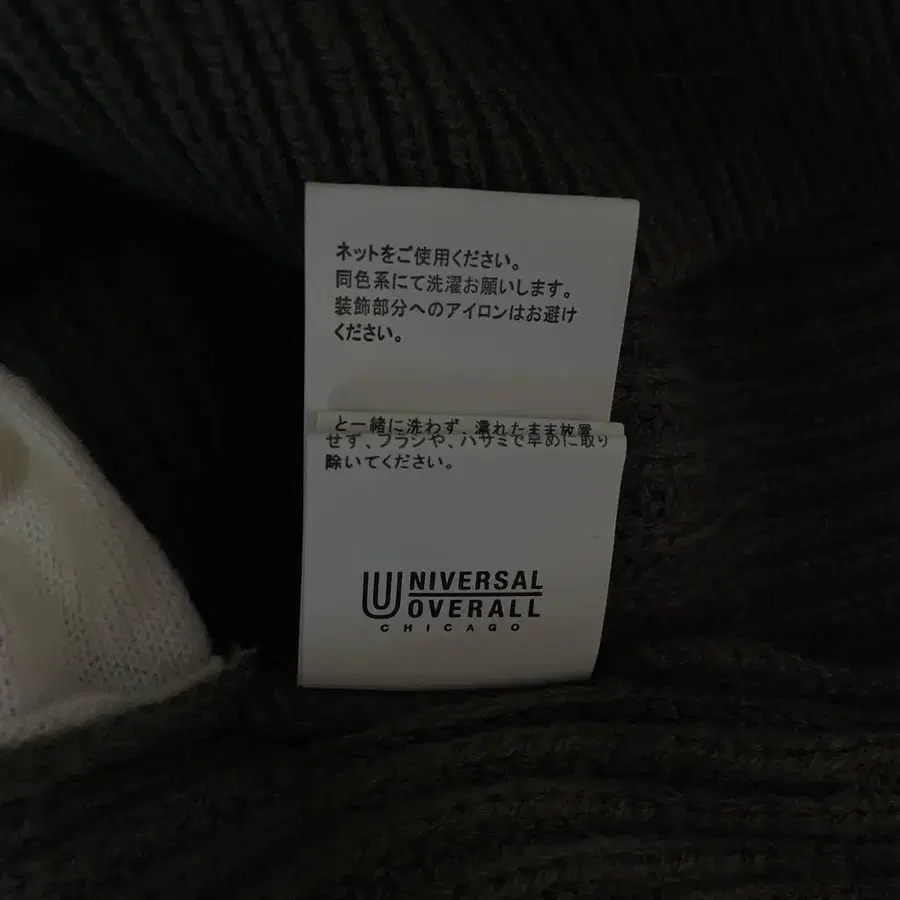 ネットをご使用ください。
同色系にて洗濯お願いします。
装飾部分へのアイロンはお避け
ください。
と一緒に洗わず、濡れたまま放置
せず、ブラシや、ハサミで早めに取り
除いてください。
UNIVERSAL
OVERALL
CHICAGO